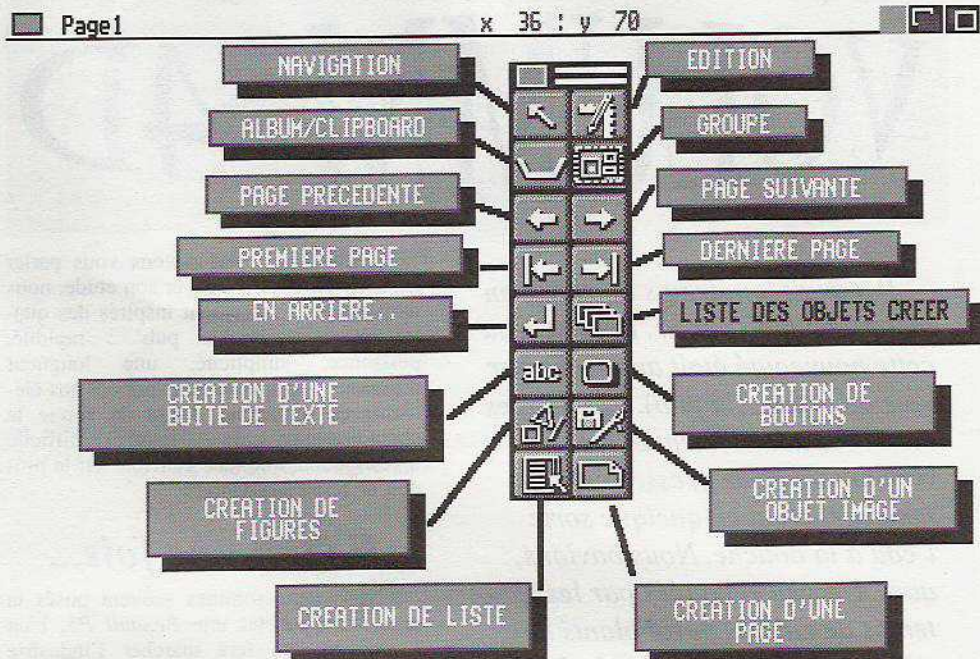 Page1 x 36 : y 70
NAVIGATION
EDITION
ALBUM/CLIPBOARD
GROUPE
PAGE PRECEDENTE
PAGE SUIVANTE
PREMIERE PAGE
DERNIERE PAGE
EN ARRIERE..
LISTE DES OBJETS CREER
abc
CREATION D'UNE
BOITE DE TEXTE
CREATION DE
BOUTONS
CREATION DE
FIGURES
CREATION D'UN
OBJET IMAGE
CREATION DE LISTE
CREATION D'UNE
PAGE